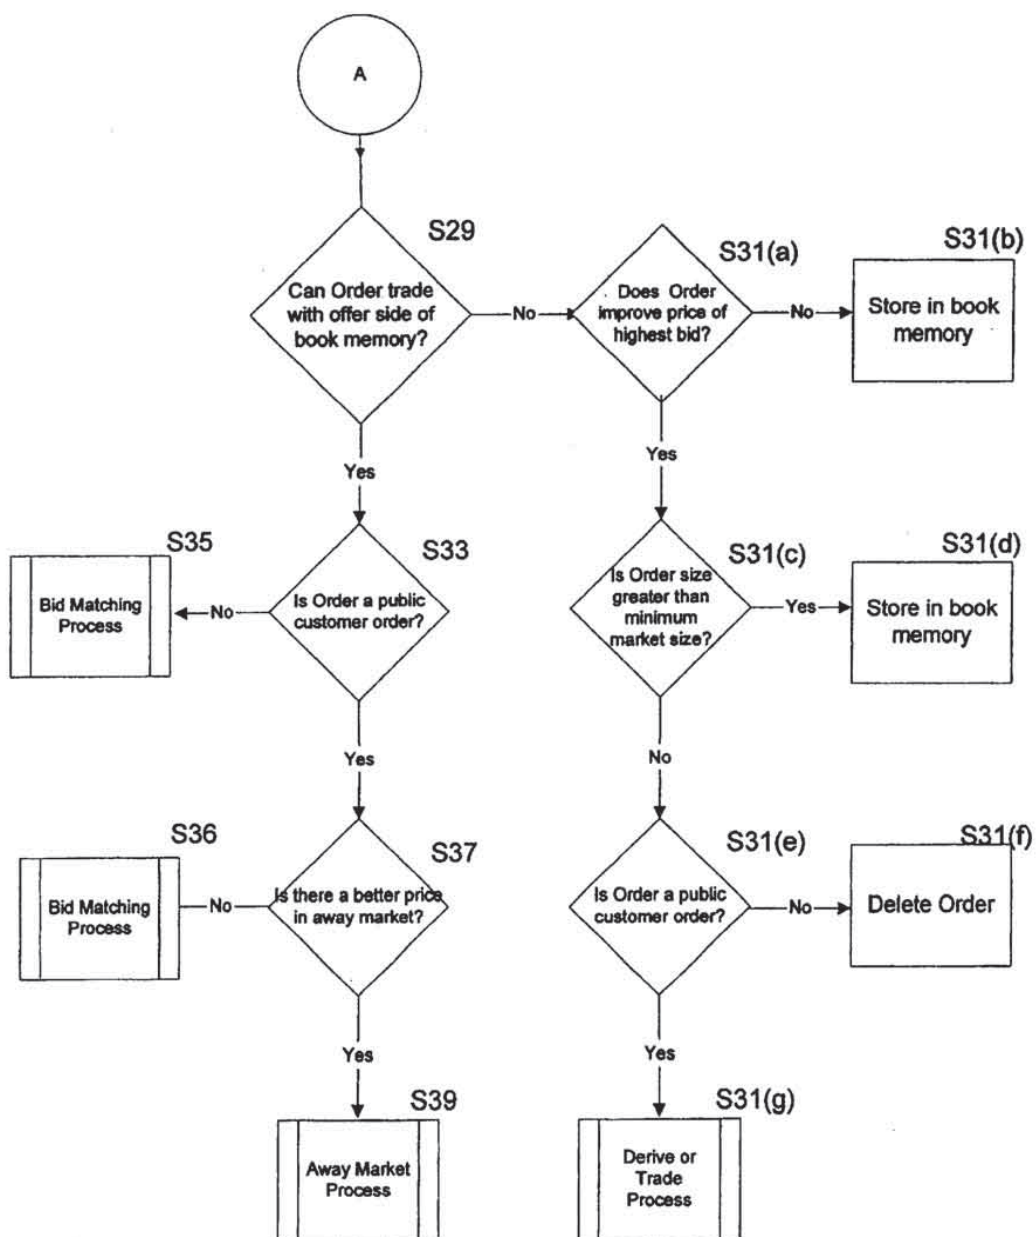 A
S29
Can Order trade
with offer side of
book memory?
No
S31(a)
Does Order
improve price of
highest bid?
No
S31(b)
Store in book
memory
Yes
Yes
S35
Bid Matching
Process
No
S33
Is Order a public
customer order?
S31(c)
Is Order size
greater than
minimum
market size?
Yes
S31(d)
Store in book
memory
Yes
No
S36
Bid Matching
Process
No
S37
Is there a better price
in away market?
S31(e)
Is Order a public
customer order?
No
S31(f)
Delete Order
Yes
Yes
S39
Away Market
Process
S31(g)
Derive or
Trade
Process